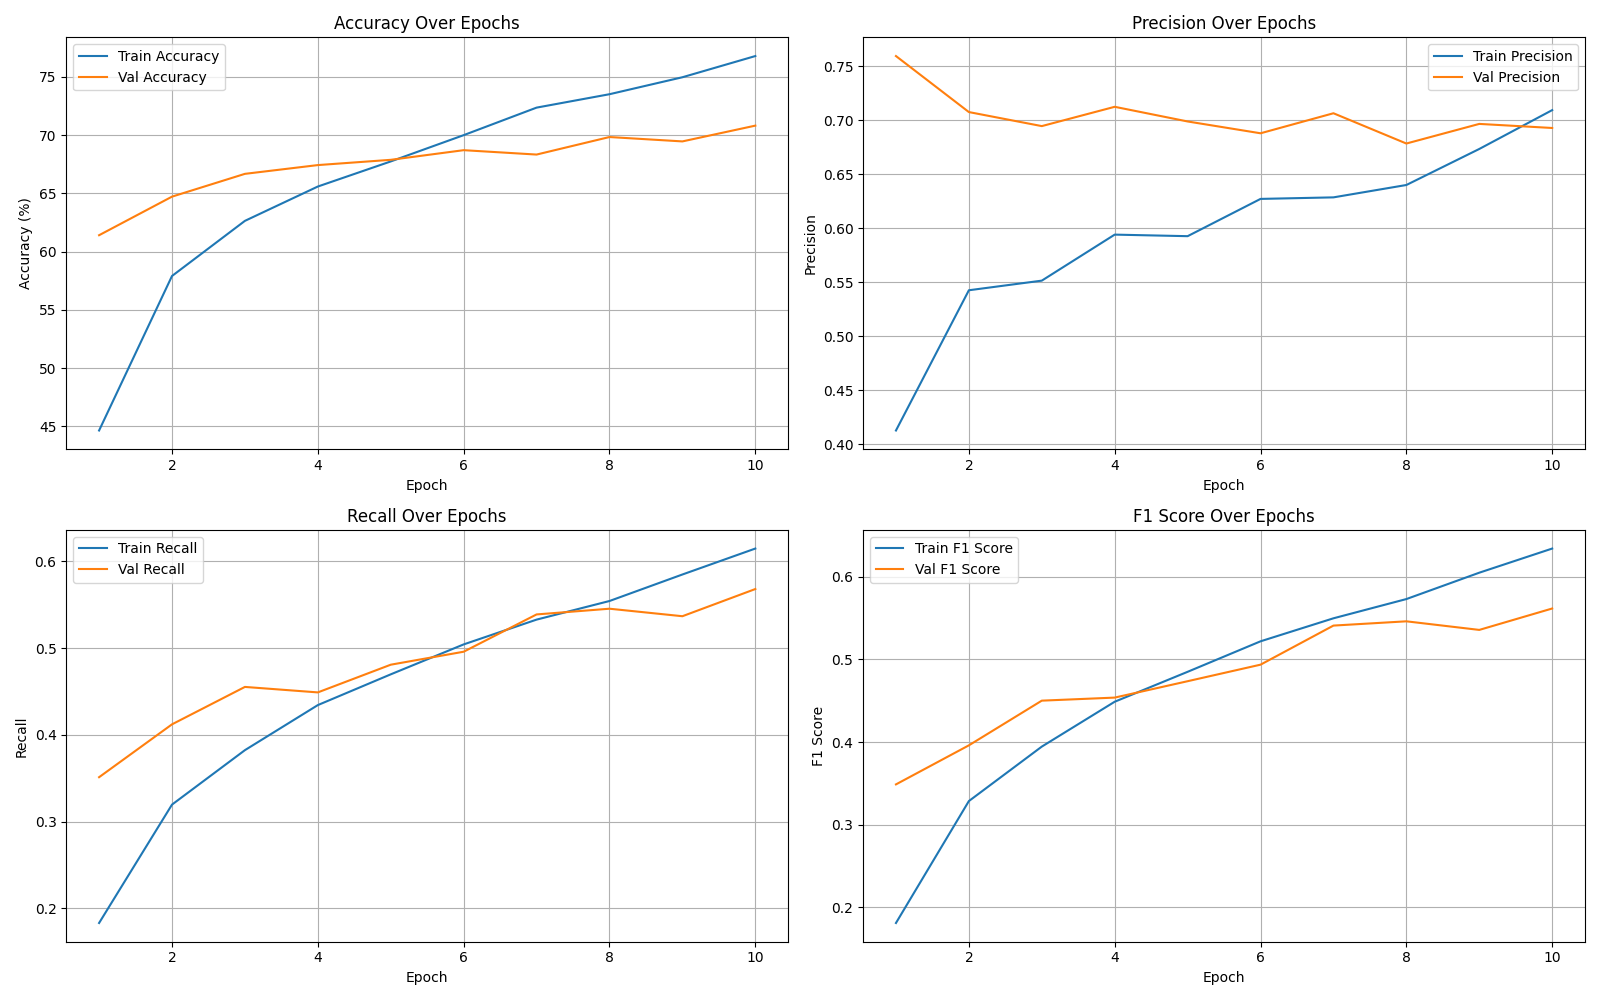 Accuracy Over Epochs
Train Accuracy
Val Accuracy
75
70
65
60
55
50
45
Accuracy (%)
2 4 6 8 10
Epoch
Precision Over Epochs
Train Precision
Val Precision
0.75
0.70
0.65
0.60
0.55
0.50
0.45
0.40
Precision
2 4 6 8 10
Epoch
Recall Over Epochs
Train Recall
Val Recall
0.6
0.5
0.4
0.3
0.2
Recall
2 4 6 8 10
Epoch
F1 Score Over Epochs
Train F1 Score
Val F1 Score
0.6
0.5
0.4
0.3
0.2
F1 Score
2 4 6 8 10
Epoch